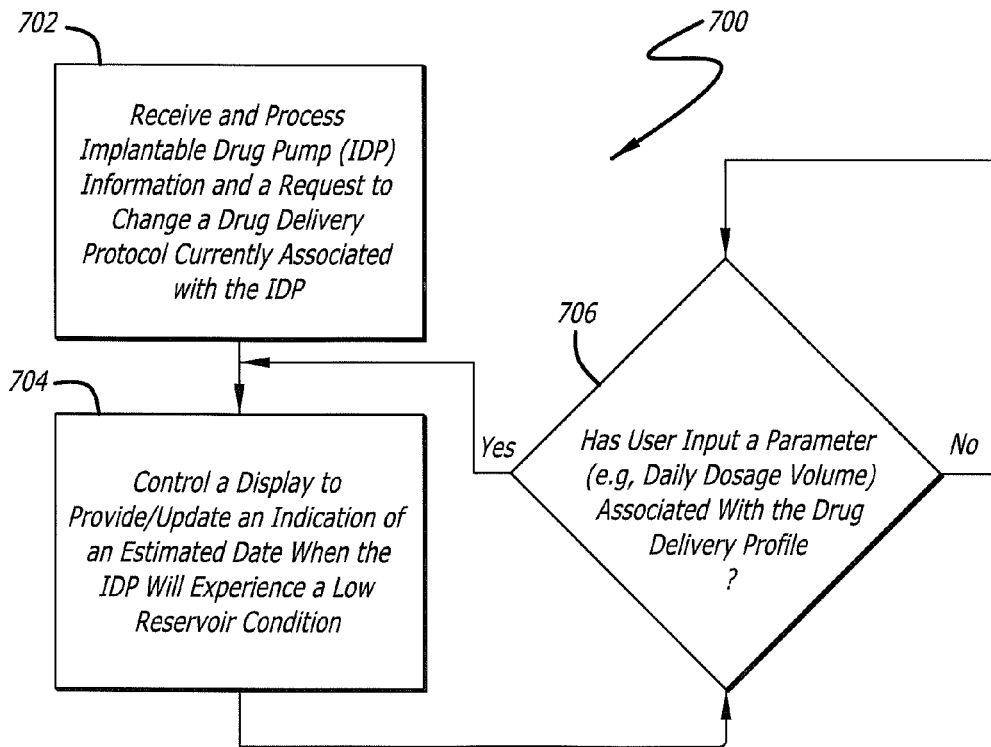 702
700
Receive and Process
Implantable Drug Pump (IDP)
Information and a Request to
Change a Drug Delivery
Protocol Currently Associated
with the IDP
706
704
Control a Display to
Provide/Update an Indication of
an Estimated Date When the
IDP Will Experience a Low
Reservoir Condition
Yes
Has User Input a Parameter
(e.g, Daily Dosage Volume)
Associated With the Drug
Delivery Profile
?
No